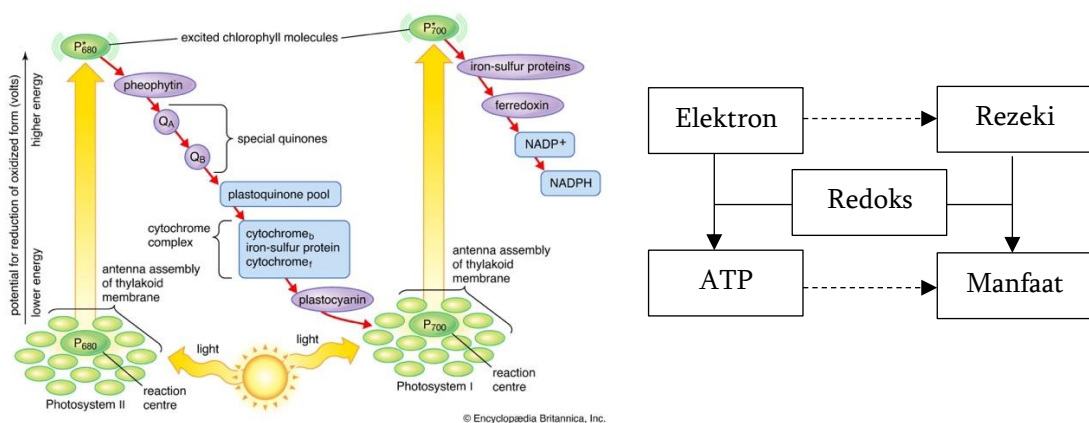 potential for reduction of oxidized form (volts)
higher energy
lower energy
P*680
excited chlorophyll molecules
P*700
pheophytin
QA
QB
special quinones
plastoquinone pool
cytochrome
complex
cytochromeb
iron-sulfur protein
cytochromef
plastocyanin
antenna assembly
of thylakoid
membrane
P680
light
reaction
centre
Photosystem II
iron-sulfur proteins
ferredoxin
NADP+
NADPH
antenna assembly
of thylakoid
membrane
P700
light
reaction
centre
Photosystem I
© Encyclopædia Britannica, Inc.
Elektron
Rezeki
Redoks
ATP
Manfaat